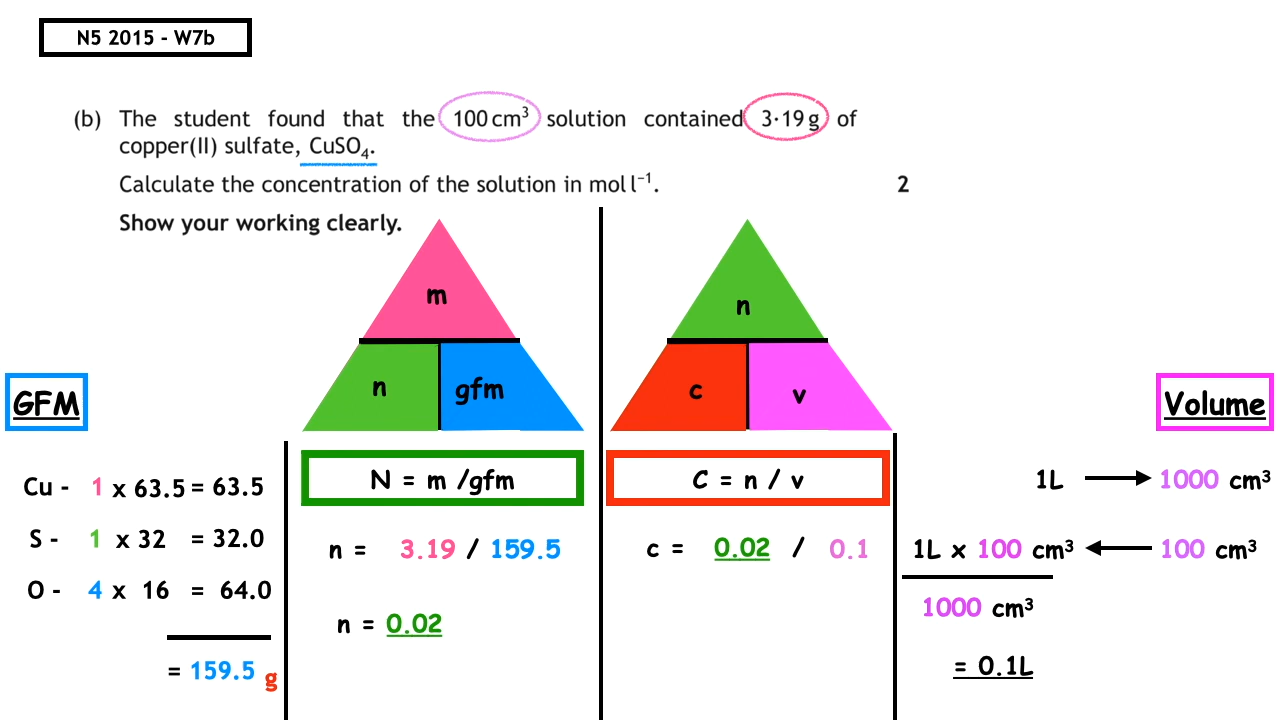 N5 2015 - W7b
(b) The student found that the 100 cm³ solution contained 3·19 g of
copper(II) sulfate, CuSO₄.
Calculate the concentration of the solution in mol l⁻¹.
2
Show your working clearly.
m
n gfm
n
c v
GFM
Cu - 1 x 63.5 = 63.5
S - 1 x 32 = 32.0
O - 4 x 16 = 64.0
= 159.5 g
N = m /gfm
n = 3.19 / 159.5
n = 0.02
C = n / v
c = 0.02 / 0.1
Volume
1L 1000 cm³
1L x 100 cm³ 100 cm³
1000 cm³
= 0.1L